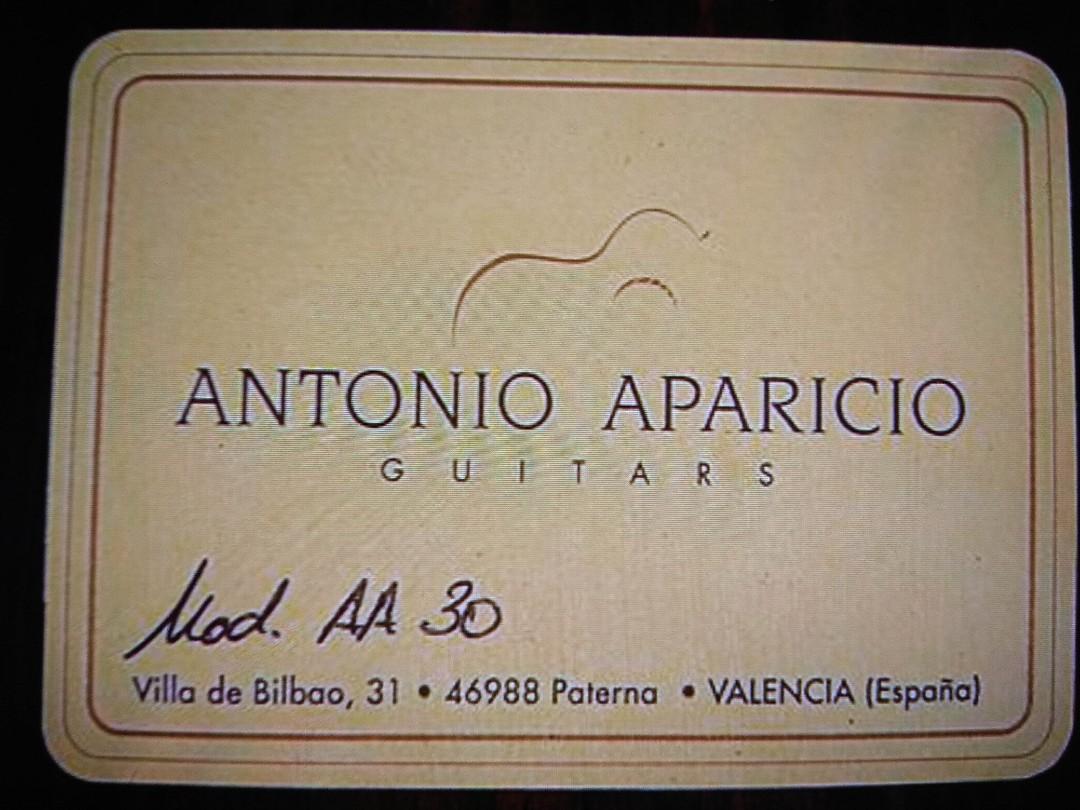 ANTONIO APARICIO
GUITARS
Mod. AA 30
Villa de Bilbao, 31 • 46988 Paterna • VALENCIA (España)